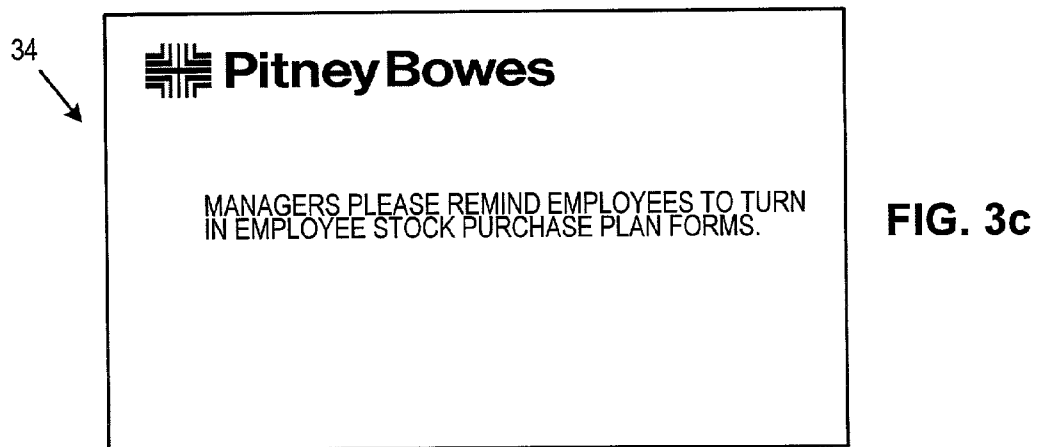 34
Pitney Bowes
MANAGERS PLEASE REMIND EMPLOYEES TO TURN
IN EMPLOYEE STOCK PURCHASE PLAN FORMS.
FIG. 3c